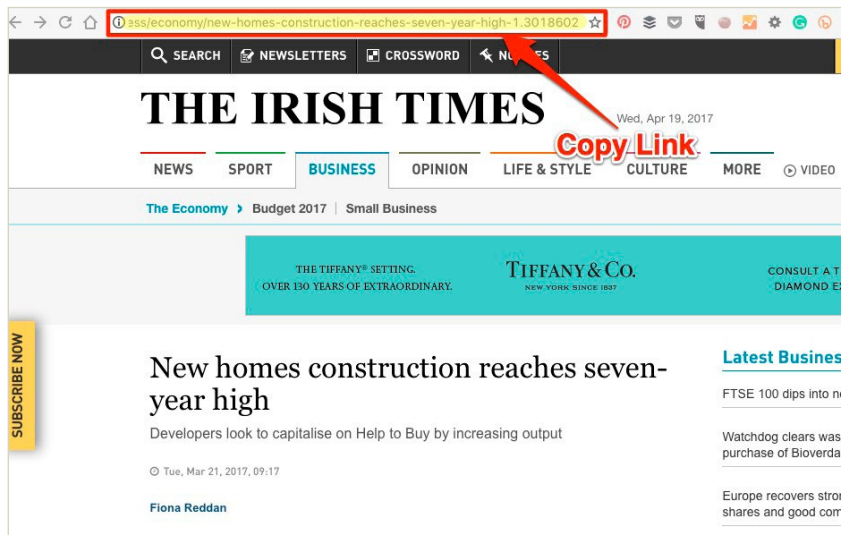 ess/economy/new-homes-construction-reaches-seven-year-high-1.3018602
SEARCH NEWSLETTERS CROSSWORD
THE IRISH TIMES
Wed, Apr 19, 2017
Copy Link
NEWS SPORT BUSINESS OPINION LIFE & STYLE CULTURE MORE VIDEO
The Economy Budget 2017 Small Business
THE TIFFANY® SETTING. TIFFANY & CO. CONSULT A T
OVER 130 YEARS OF EXTRAORDINARY. NEW YORK SINCE 1837 DIAMOND E
SUBSCRIBE NOW
New homes construction reaches seven-
year high
Developers look to capitalise on Help to Buy by increasing output
Tue, Mar 21, 2017, 09:17
Fiona Reddan
Latest Busines
FTSE 100 dips into n
Watchdog clears was
purchase of Bioverda
Europe recovers stro
shares and good com